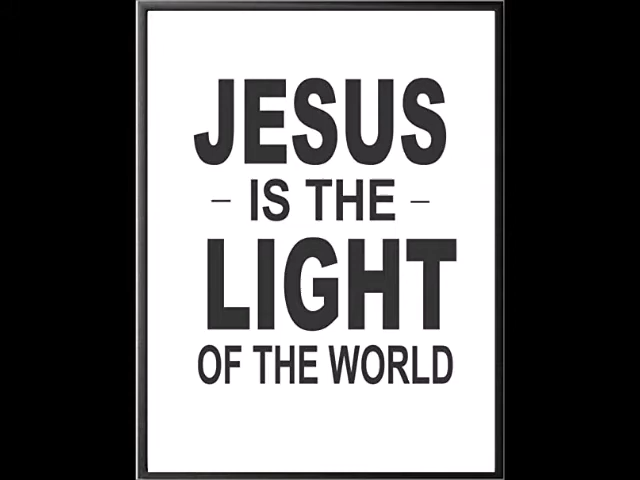 JESUS
- IS THE -
LIGHT
OF THE WORLD